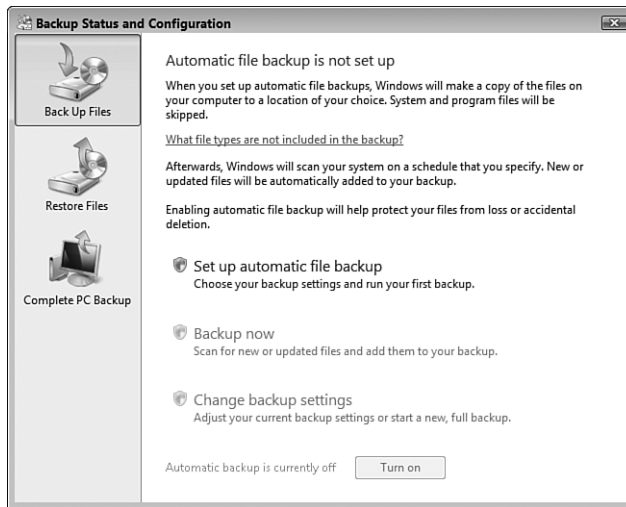 Backup Status and Configuration
Back Up Files
Restore Files
Complete PC Backup
Automatic file backup is not set up
When you set up automatic file backups, Windows will make a copy of the files on
your computer to a location of your choice. System and program files will be
skipped.
What file types are not included in the backup?
Afterwards, Windows will scan your system on a schedule that you specify. New or
updated files will be automatically added to your backup.
Enabling automatic file backup will help protect your files from loss or accidental
deletion.
Set up automatic file backup
Choose your backup settings and run your first backup.
Backup now
Scan for new or updated files and add them to your backup.
Change backup settings
Adjust your current backup settings or start a new, full backup.
Automatic backup is currently off
Turn on